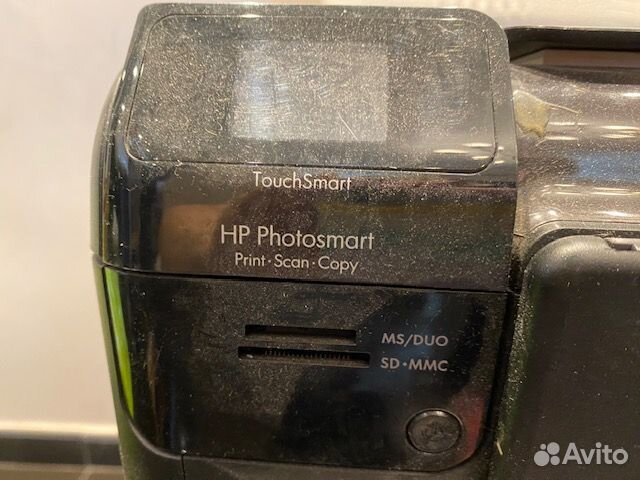 TouchSmart
HP Photosmart
Print·Scan·Copy
MS/DUO
SD·MMC
Avito